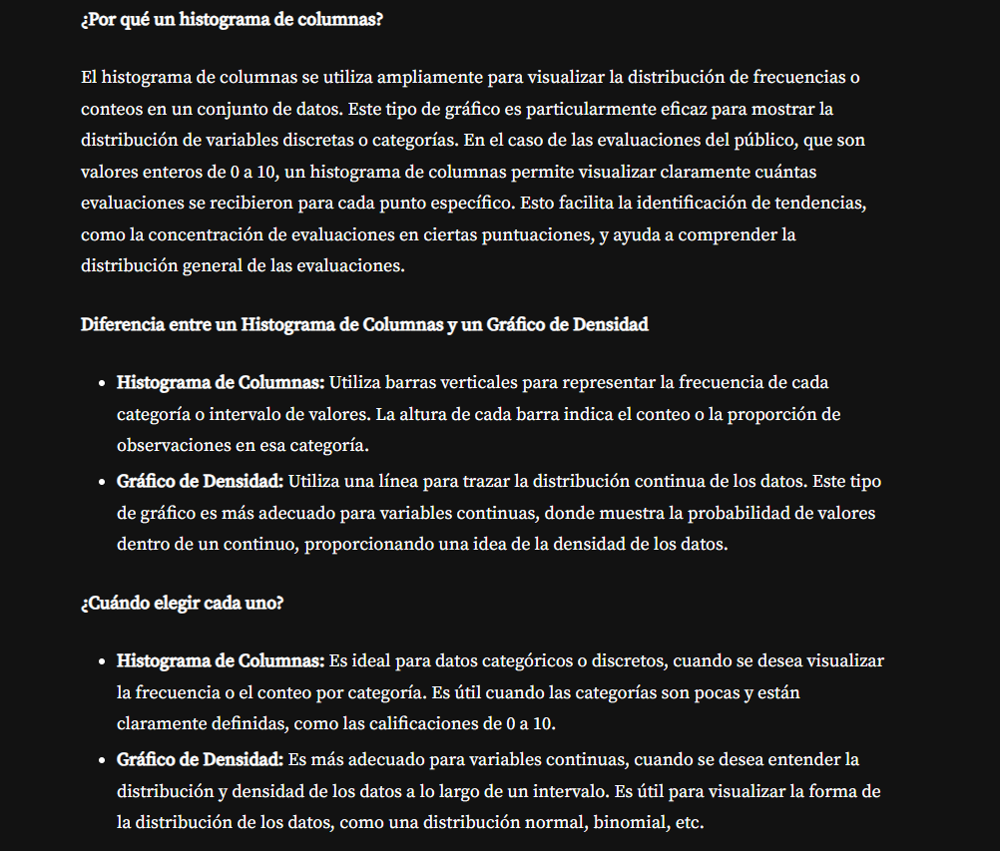 ¿Por qué un histograma de columnas?
El histograma de columnas se utiliza ampliamente para visualizar la distribución de frecuencias o
conteos en un conjunto de datos. Este tipo de gráfico es particularmente eficaz para mostrar la
distribución de variables discretas o categorías. En el caso de las evaluaciones del público, que son
valores enteros de 0 a 10, un histograma de columnas permite visualizar claramente cuántas
evaluaciones se recibieron para cada punto específico. Esto facilita la identificación de tendencias,
como la concentración de evaluaciones en ciertas puntuaciones, y ayuda a comprender la
distribución general de las evaluaciones.
Diferencia entre un Histograma de Columnas y un Gráfico de Densidad
• Histograma de Columnas: Utiliza barras verticales para representar la frecuencia de cada
categoría o intervalo de valores. La altura de cada barra indica el conteo o la proporción de
observaciones en esa categoría.
• Gráfico de Densidad: Utiliza una línea para trazar la distribución continua de los datos. Este tipo
de gráfico es más adecuado para variables continuas, donde muestra la probabilidad de valores
dentro de un continuo, proporcionando una idea de la densidad de los datos.
¿Cuándo elegir cada uno?
• Histograma de Columnas: Es ideal para datos categóricos o discretos, cuando se desea visualizar
la frecuencia o el conteo por categoría. Es útil cuando las categorías son pocas y están
claramente definidas, como las calificaciones de 0 a 10.
• Gráfico de Densidad: Es más adecuado para variables continuas, cuando se desea entender la
distribución y densidad de los datos a lo largo de un intervalo. Es útil para visualizar la forma de
la distribución de los datos, como una distribución normal, binomial, etc.